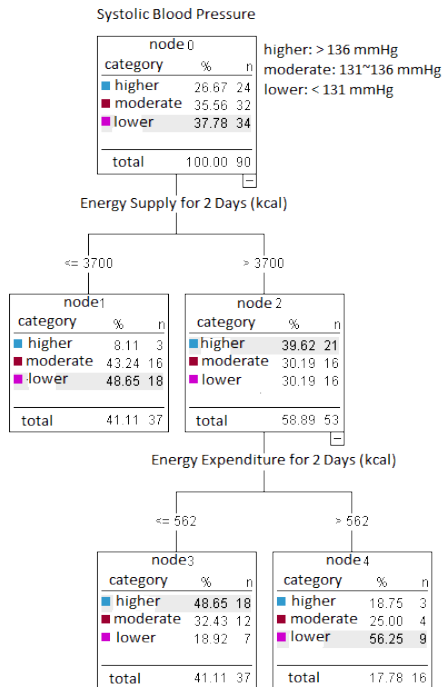 Systolic Blood Pressure
node 0
category % n
higher 26.67 24
moderate 35.56 32
lower 37.78 34
total 100.00 90
higher: > 136 mmHg
moderate: 131~136 mmHg
lower: < 131 mmHg
Energy Supply for 2 Days (kcal)
<= 3700
> 3700
node1
category % n
higher 8.11 3
moderate 43.24 16
lower 48.65 18
total 41.11 37
node 2
category % n
higher 39.62 21
moderate 30.19 16
lower 30.19 16
total 58.89 53
Energy Expenditure for 2 Days (kcal)
<= 562
> 562
node3
category % n
higher 48.65 18
moderate 32.43 12
lower 18.92 7
total 41.11 37
node4
category % n
higher 18.75 3
moderate 25.00 4
lower 56.25 9
total 17.78 16